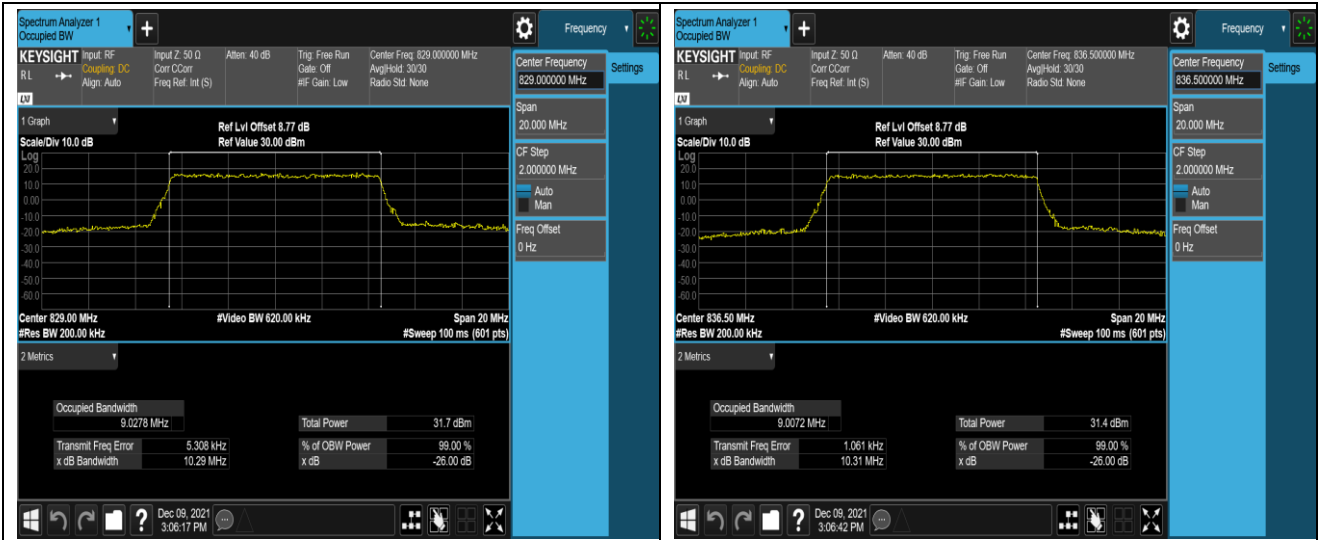 Spectrum Analyzer 1
Occupied BW
+
Frequency
KEYSIGHT Input: RF Input Z: 50 Ω Atten: 40 dB Trig: Free Run Center Freq: 829.000000 MHz
RL Coupling: DC Corr CCorr Gate: Off Avg|Hold: 30/30
Align: Auto Freq Ref: Int (S) #IF Gain: Low Radio Std: None
LXI
Center Frequency
829.000000 MHz
Settings
Span
20.000 MHz
CF Step
2.000000 MHz
Auto
Man
Freq Offset
0 Hz
1 Graph
Ref Lvl Offset 8.77 dB
Scale/Div 10.0 dB Ref Value 30.00 dBm
Log
20.0
10.0
0.00
-10.0
-20.0
-30.0
-40.0
-50.0
-60.0
Center 829.00 MHz #Video BW 620.00 kHz Span 20 MHz
#Res BW 200.00 kHz #Sweep 100 ms (601 pts)
2 Metrics
Occupied Bandwidth
9.0278 MHz Total Power 31.7 dBm
Transmit Freq Error 5.308 kHz % of OBW Power 99.00 %
x dB Bandwidth 10.29 MHz x dB -26.00 dB
? Dec 09, 2021
3:06:17 PM
Spectrum Analyzer 1
Occupied BW
+
Frequency
KEYSIGHT Input: RF Input Z: 50 Ω Atten: 40 dB Trig: Free Run Center Freq: 836.500000 MHz
RL Coupling: DC Corr CCorr Gate: Off Avg|Hold: 30/30
Align: Auto Freq Ref: Int (S) #IF Gain: Low Radio Std: None
LXI
Center Frequency
836.500000 MHz
Settings
Span
20.000 MHz
CF Step
2.000000 MHz
Auto
Man
Freq Offset
0 Hz
1 Graph
Ref Lvl Offset 8.77 dB
Scale/Div 10.0 dB Ref Value 30.00 dBm
Log
20.0
10.0
0.00
-10.0
-20.0
-30.0
-40.0
-50.0
-60.0
Center 836.50 MHz #Video BW 620.00 kHz Span 20 MHz
#Res BW 200.00 kHz #Sweep 100 ms (601 pts)
2 Metrics
Occupied Bandwidth
9.0072 MHz Total Power 31.4 dBm
Transmit Freq Error 1.061 kHz % of OBW Power 99.00 %
x dB Bandwidth 10.31 MHz x dB -26.00 dB
? Dec 09, 2021
3:06:42 PM